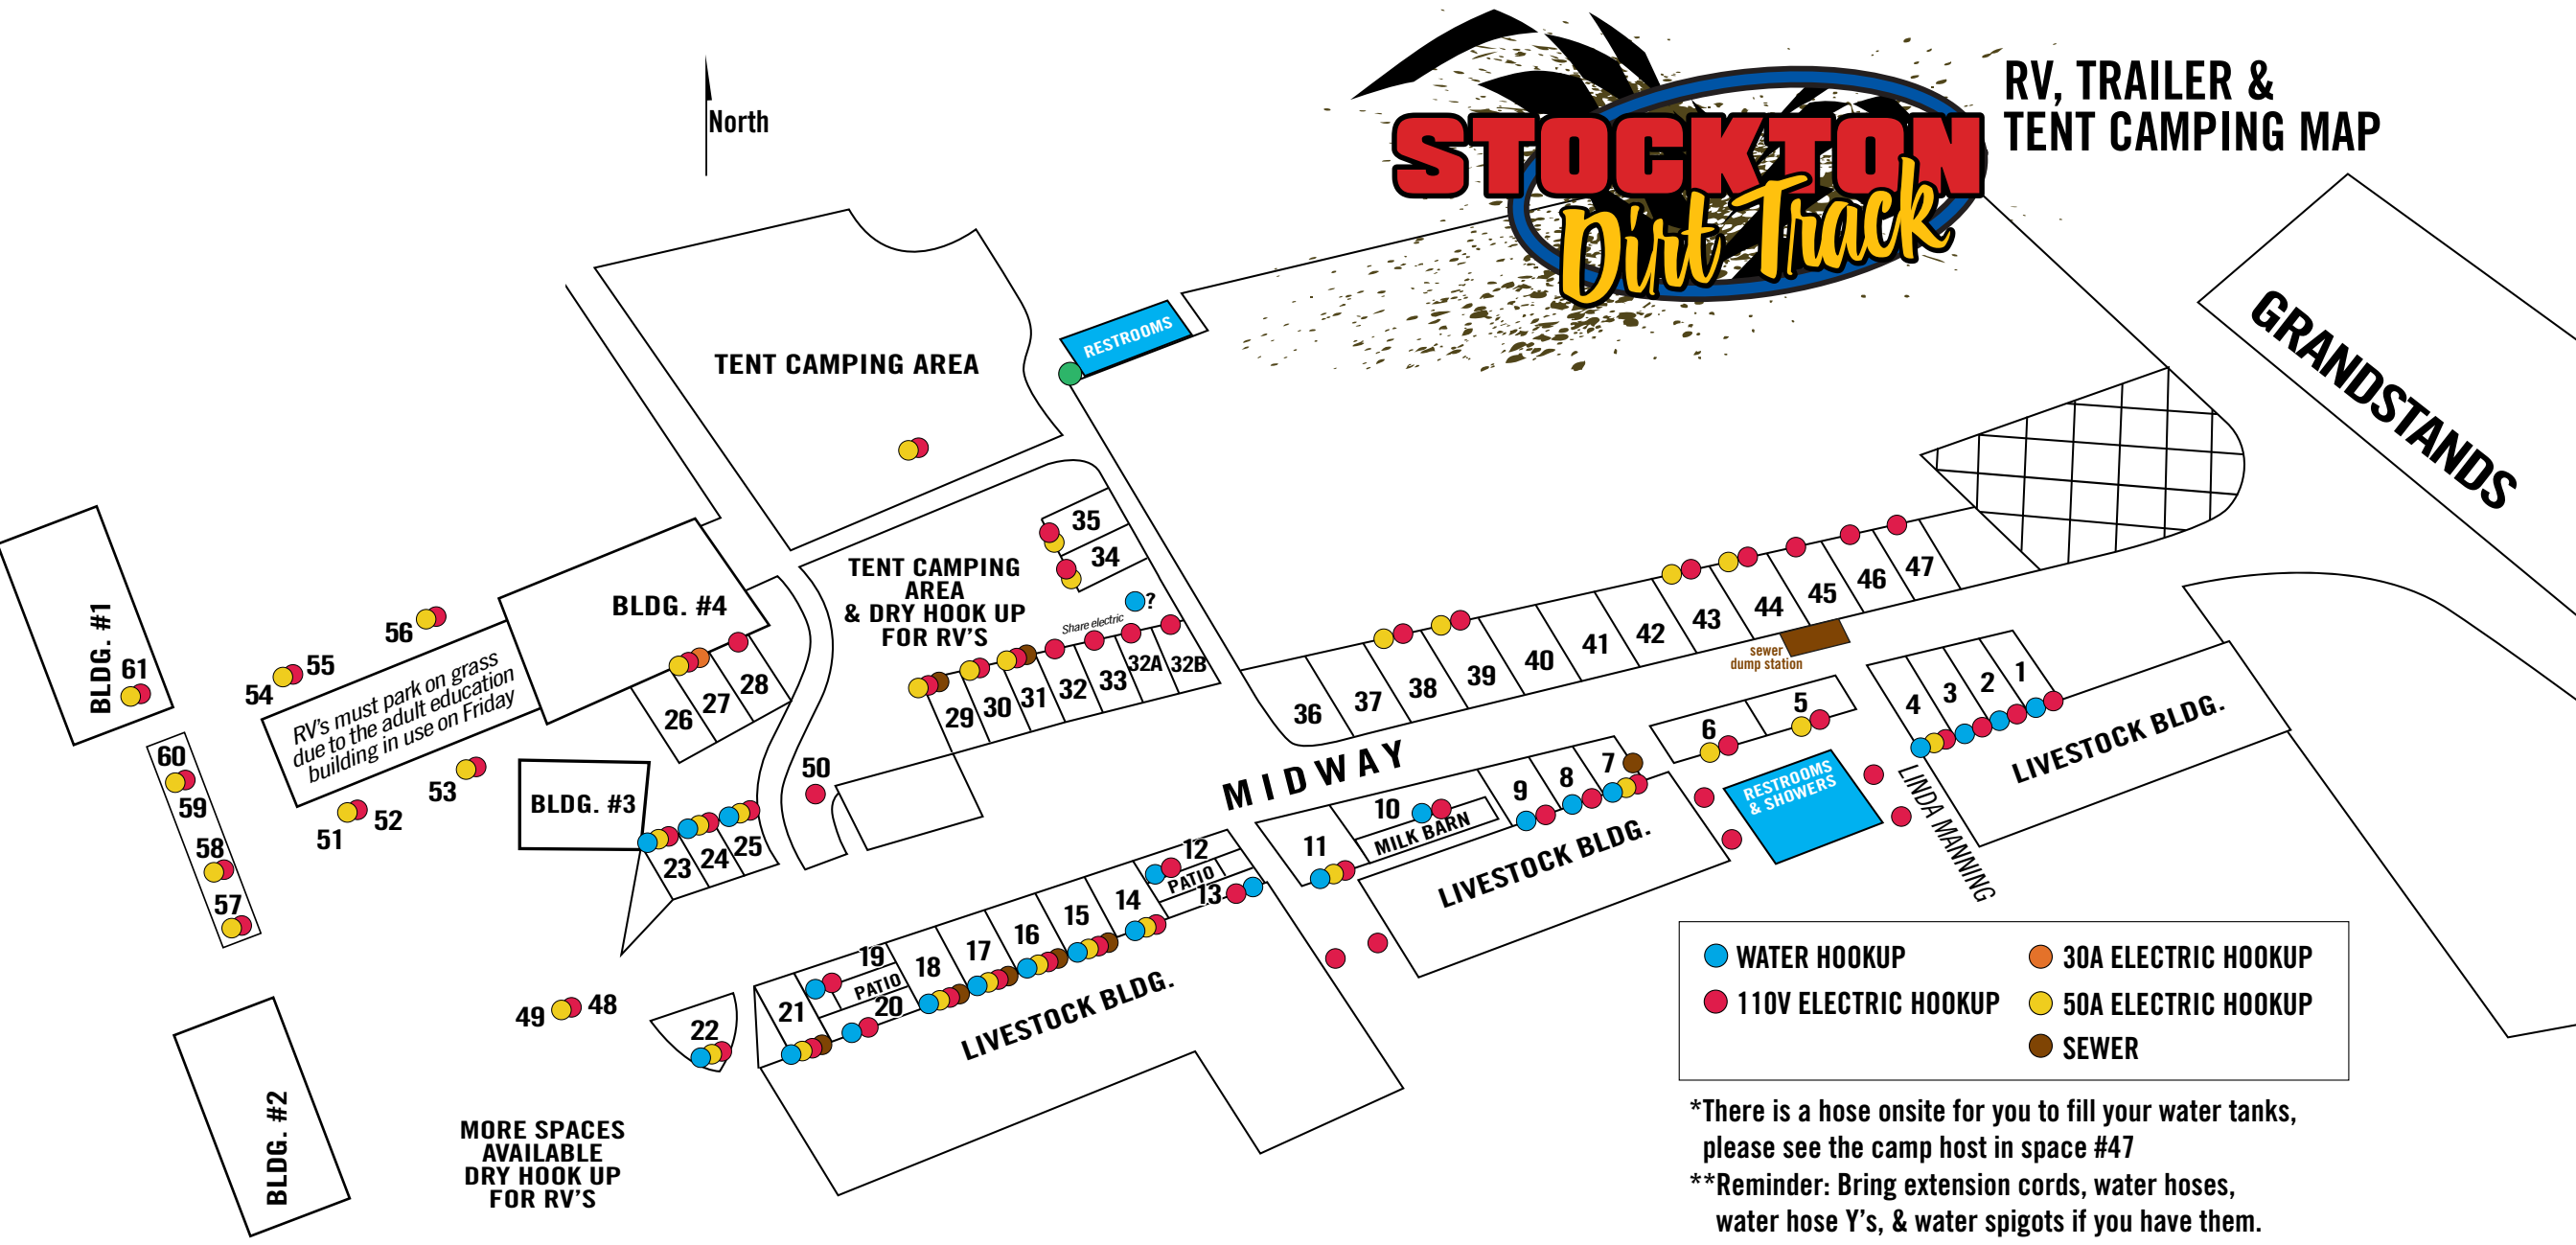 STOCKTON
Dirt Track
RV, TRAILER &
TENT CAMPING MAP
North
RESTROOMS
TENT CAMPING AREA
GRANDSTANDS
35
34
TENT CAMPING
AREA
& DRY HOOK UP
FOR RV'S
?
Share electric
29
30
31
32
33
32A
32B
36
37
38
39
40
41
42
43
44
45
46
47
sewer
dump station
BLDG. #1
61
56
55
54
BLDG. #4
RV's must park on grass
due to the adult education
building in use on Friday
26
27
28
60
59
58
57
53
52
51
BLDG. #3
50
23
24
25
MIDWAY
6
5
4
3
2
1
LIVESTOCK BLDG.
LINDA MANNING
RESTROOMS
& SHOWERS
11
10
MILK BARN
9
8
7
LIVESTOCK BLDG.
12
PATIO
13
14
15
16
17
18
19
PATIO
20
21
22
LIVESTOCK BLDG.
49
48
BLDG. #2
MORE SPACES
AVAILABLE
DRY HOOK UP
FOR RV'S
WATER HOOKUP
110V ELECTRIC HOOKUP
30A ELECTRIC HOOKUP
50A ELECTRIC HOOKUP
SEWER
*There is a hose onsite for you to fill your water tanks,
please see the camp host in space #47
**Reminder: Bring extension cords, water hoses,
water hose Y's, & water spigots if you have them.